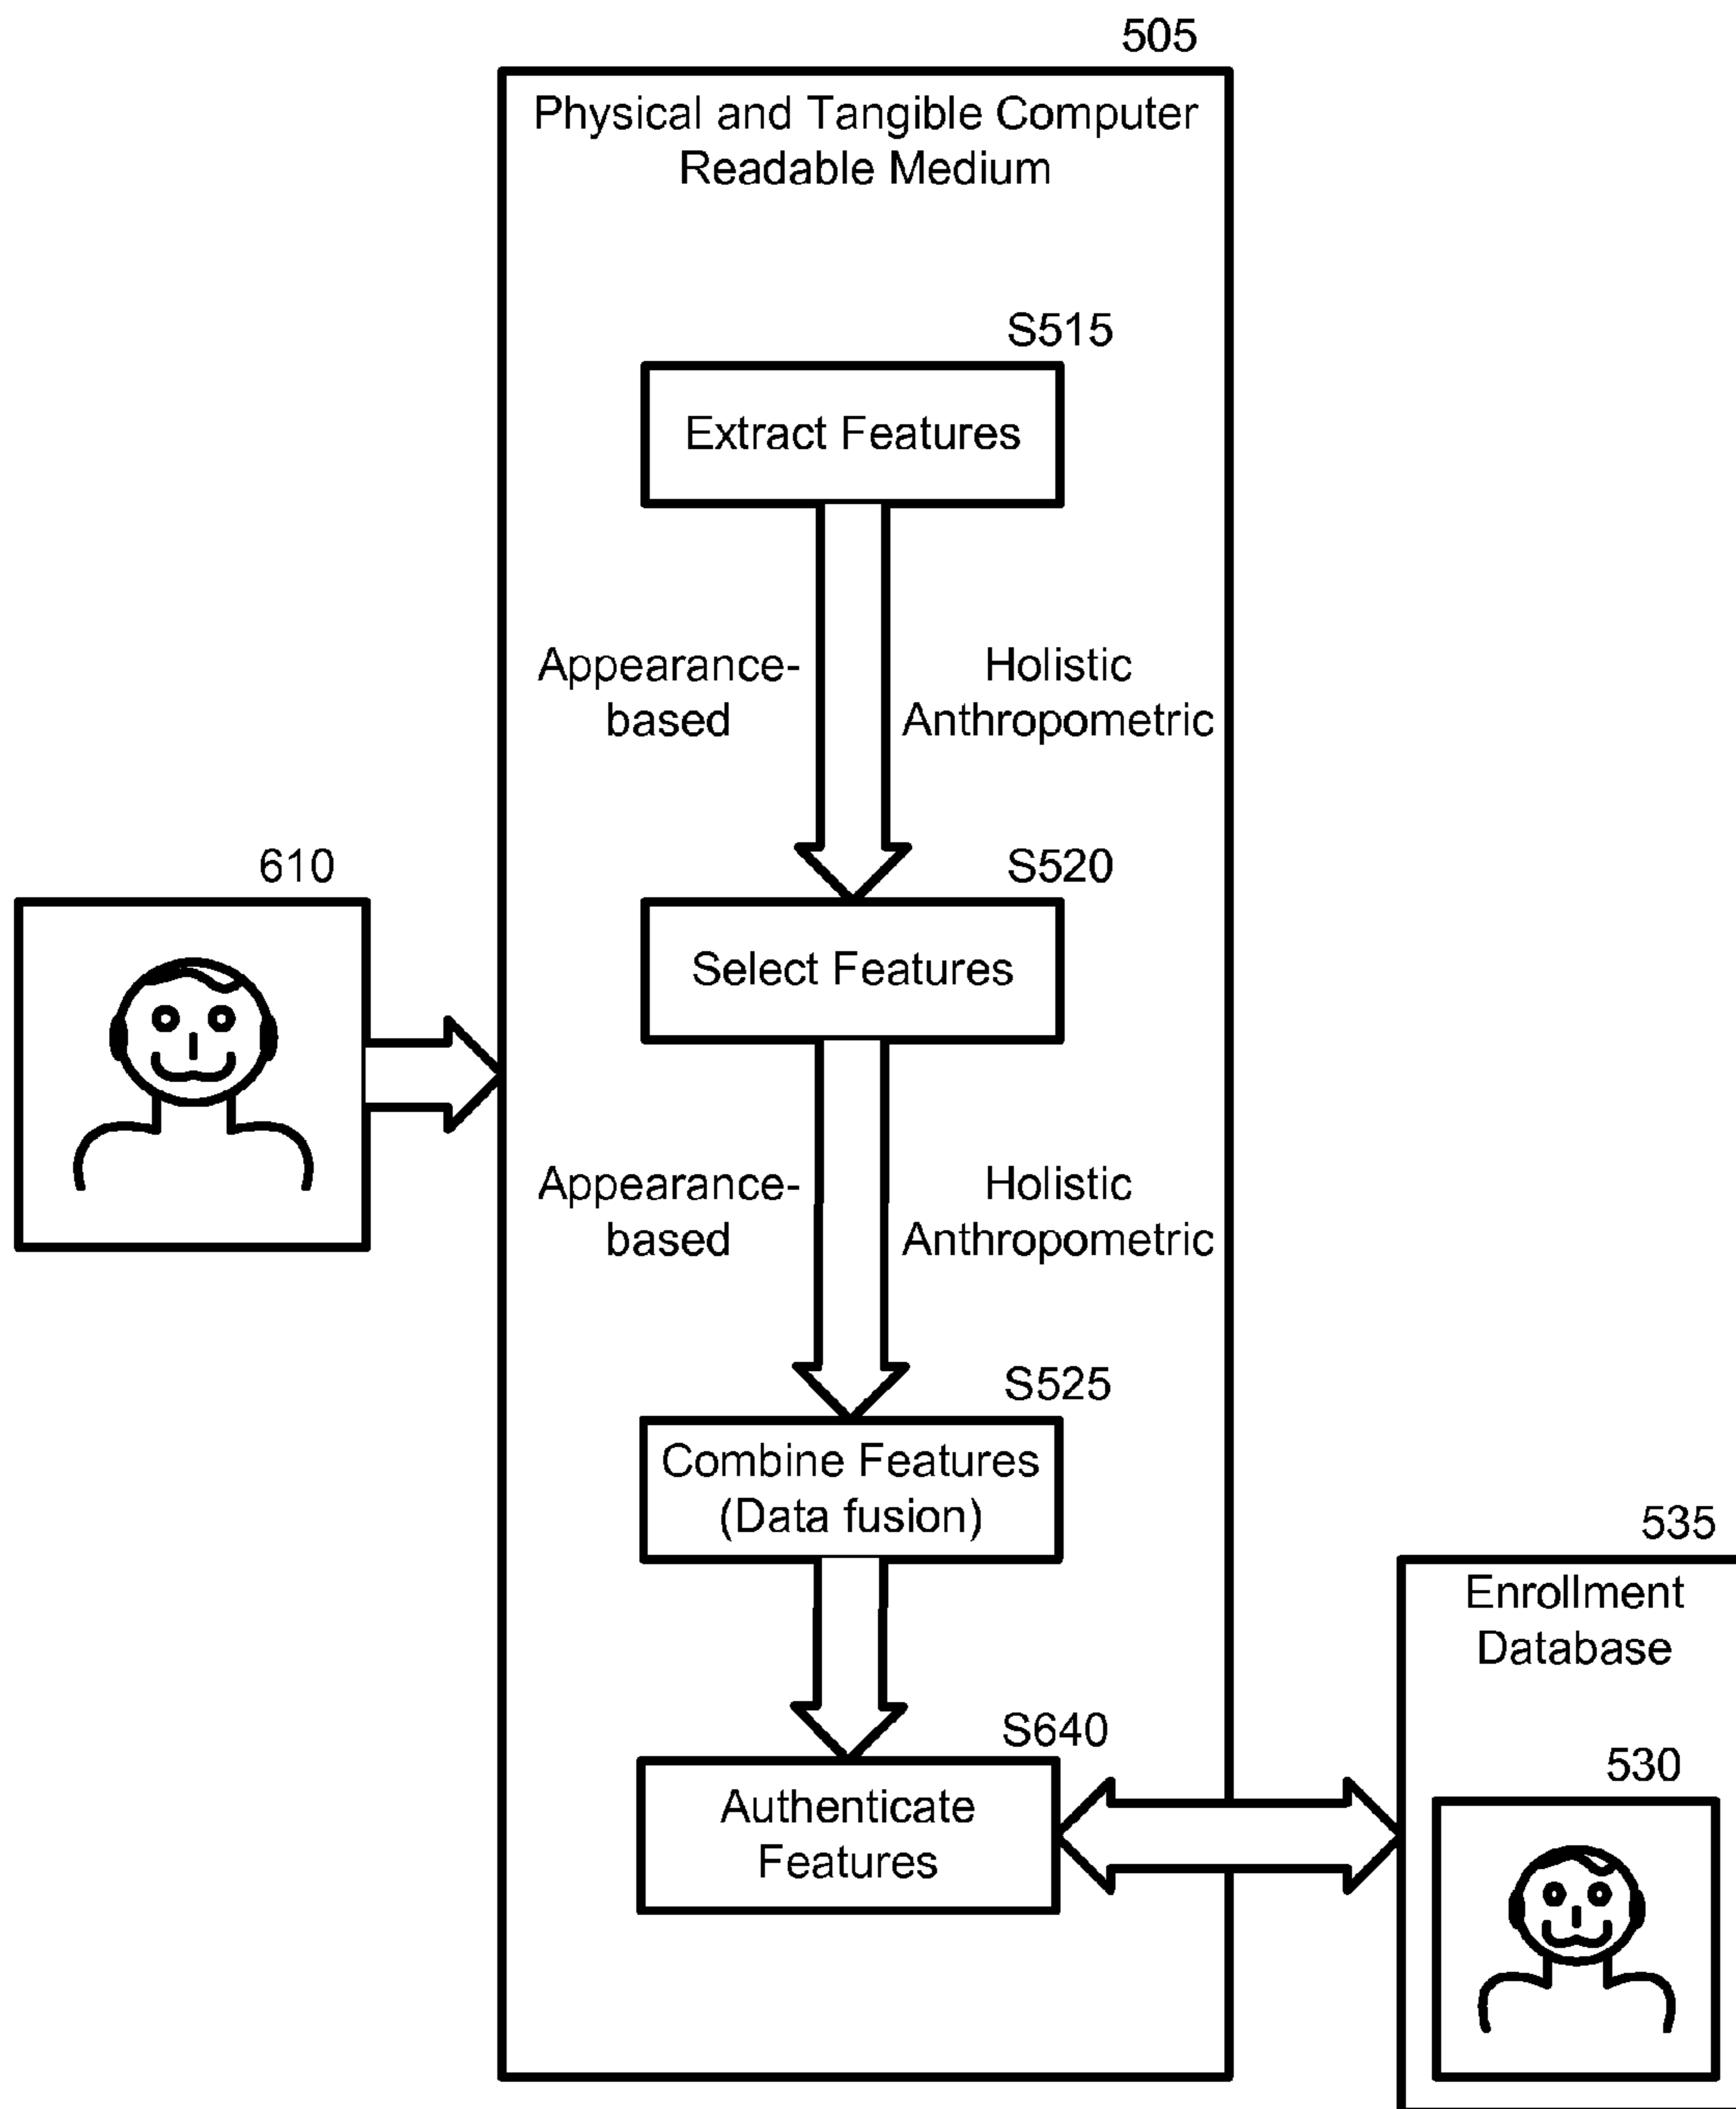 505
Physical and Tangible Computer
Readable Medium
S515
Extract Features
Appearance-
based
Holistic
Anthropometric
610
S520
Select Features
Appearance-
based
Holistic
Anthropometric
S525
Combine Features
(Data fusion)
535
Enrollment
Database
S640
Authenticate
Features
530